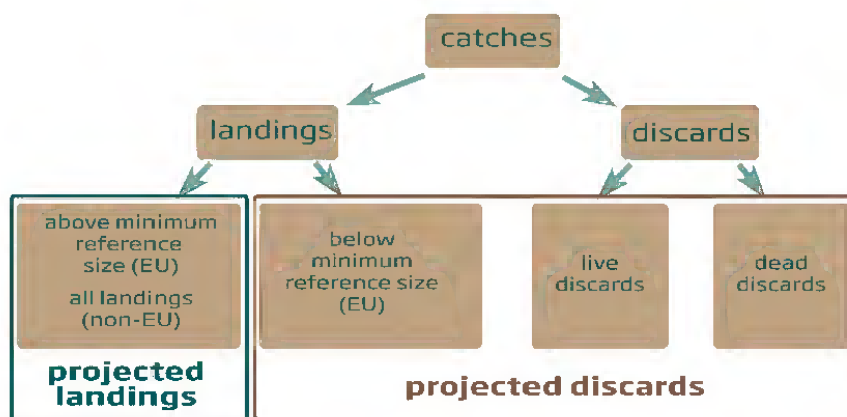 catches
landings
discards
above minimum
reference
size (EU)
all landings
(non-EU)
below
minimum
reference size
(EU)
live
discards
dead
discards
projected
landings
projected discards